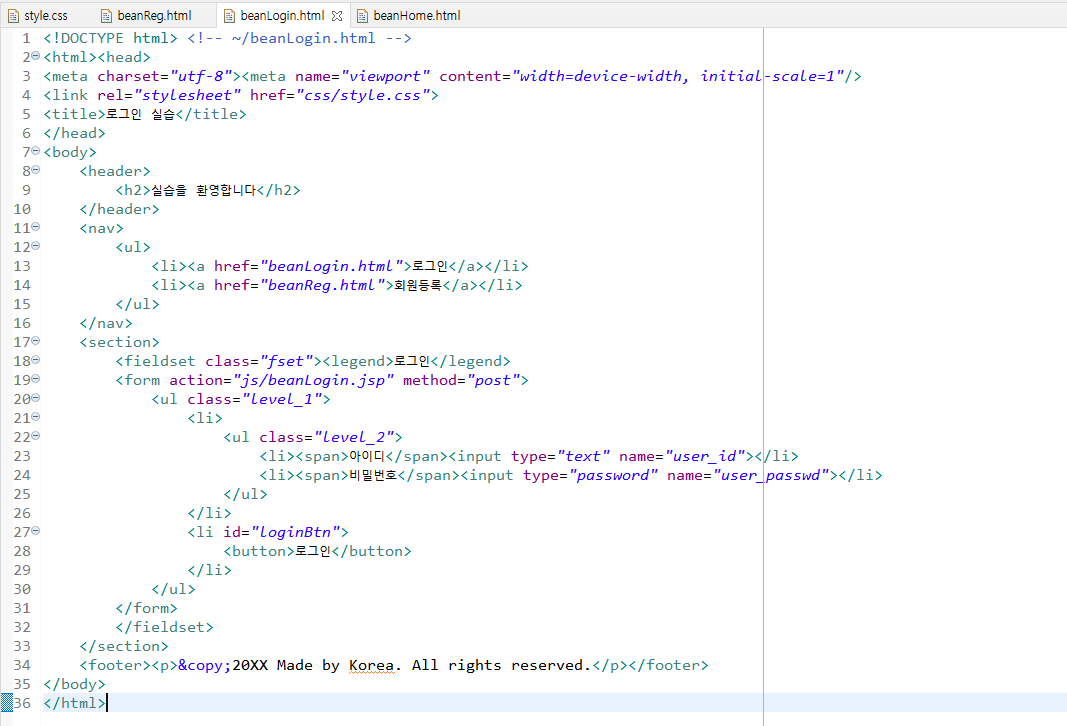 style.css beanReg.html beanLogin.html beanHome.html
1 <!DOCTYPE html> <!-- ~/beanLogin.html -->
2 <html><head>
3 <meta charset="utf-8"><meta name="viewport" content="width=device-width, initial-scale=1"/>
4 <link rel="stylesheet" href="css/style.css">
5 <title>로그인 실습</title>
6 </head>
7 <body>
8 <header>
9 <h2>실습을 환영합니다</h2>
10 </header>
11 <nav>
12 <ul>
13 <li><a href="beanLogin.html">로그인</a></li>
14 <li><a href="beanReg.html">회원등록</a></li>
15 </ul>
16 </nav>
17 <section>
18 <fieldset class="fset"><legend>로그인</legend>
19 <form action="js/beanLogin.jsp" method="post">
20 <ul class="level_1">
21 <li>
22 <ul class="level_2">
23 <li><span>아이디</span><input type="text" name="user_id"></li>
24 <li><span>비밀번호</span><input type="password" name="user_passwd"></li>
25 </ul>
26 </li>
27 <li id="loginBtn">
28 <button>로그인</button>
29 </li>
30 </ul>
31 </form>
32 </fieldset>
33 </section>
34 <footer><p>&copy;20XX Made by Korea. All rights reserved.</p></footer>
35 </body>
36 </html>